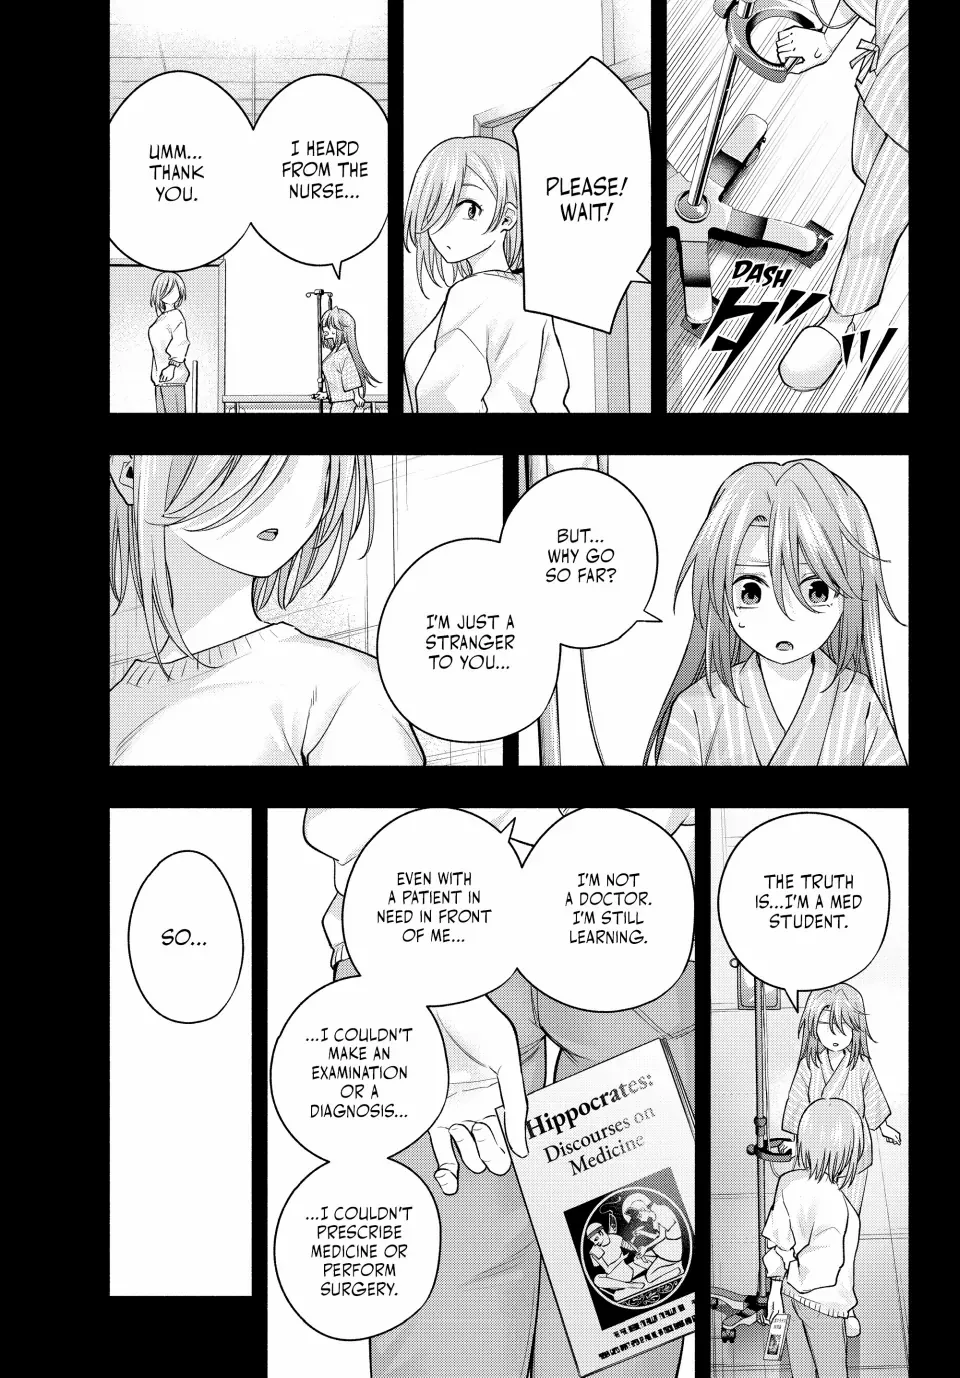 DASH
ダッ
PLEASE!
WAIT!
I HEARD
FROM THE
NURSE...
UMM...
THANK
YOU.
BUT...
WHY GO
SO FAR?
I'M JUST A
STRANGER
TO YOU...
THE TRUTH
IS...I'M A MED
STUDENT.
I'M NOT
A DOCTOR.
I'M STILL
LEARNING.
EVEN WITH
A PATIENT IN
NEED IN FRONT
OF ME...
...I COULDN'T
MAKE AN
EXAMINATION
OR A
DIAGNOSIS...
...I COULDN'T
PRESCRIBE
MEDICINE OR
PERFORM
SURGERY.
Hippocrates:
Discourses on
Medicine
SO...